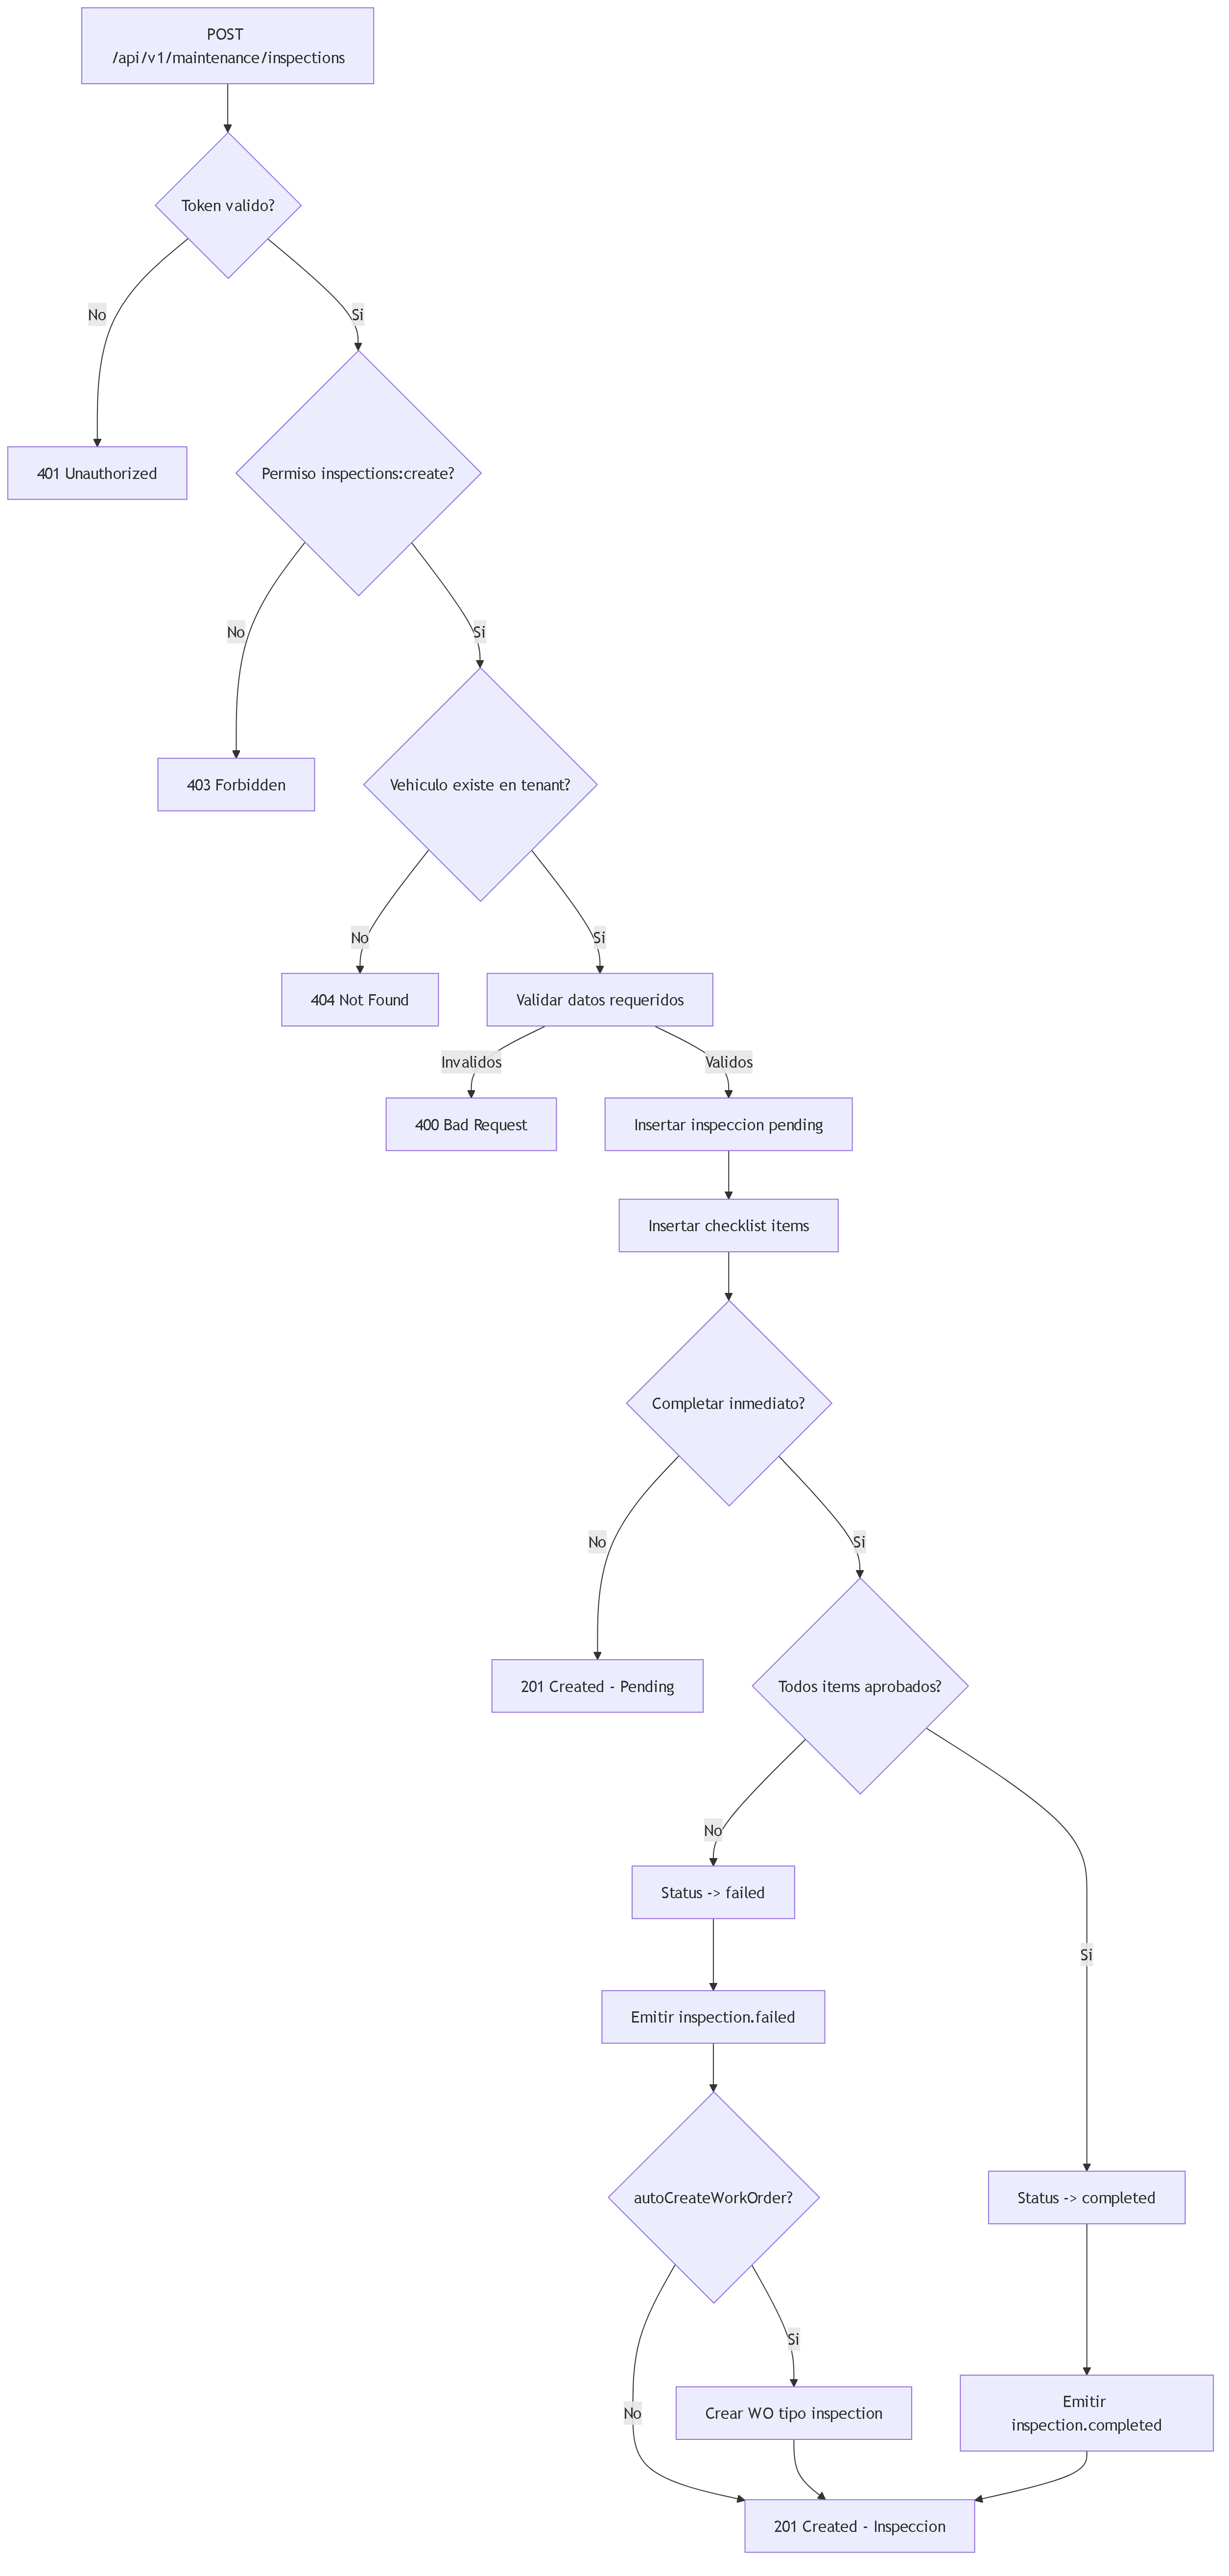 POST
/api/v1/maintenance/inspections
Token valido?
No
Si
401 Unauthorized
Permiso inspections:create?
No
Si
403 Forbidden
Vehiculo existe en tenant?
No
Si
404 Not Found
Validar datos requeridos
Invalidos
Validos
400 Bad Request
Insertar inspeccion pending
Insertar checklist items
Completar inmediato?
No
Si
201 Created - Pending
Todos items aprobados?
No
Status -> failed
Si
Emitir inspection.failed
autoCreateWorkOrder?
Status -> completed
Si
No
Crear WO tipo inspection
Emitir
inspection.completed
201 Created - Inspeccion